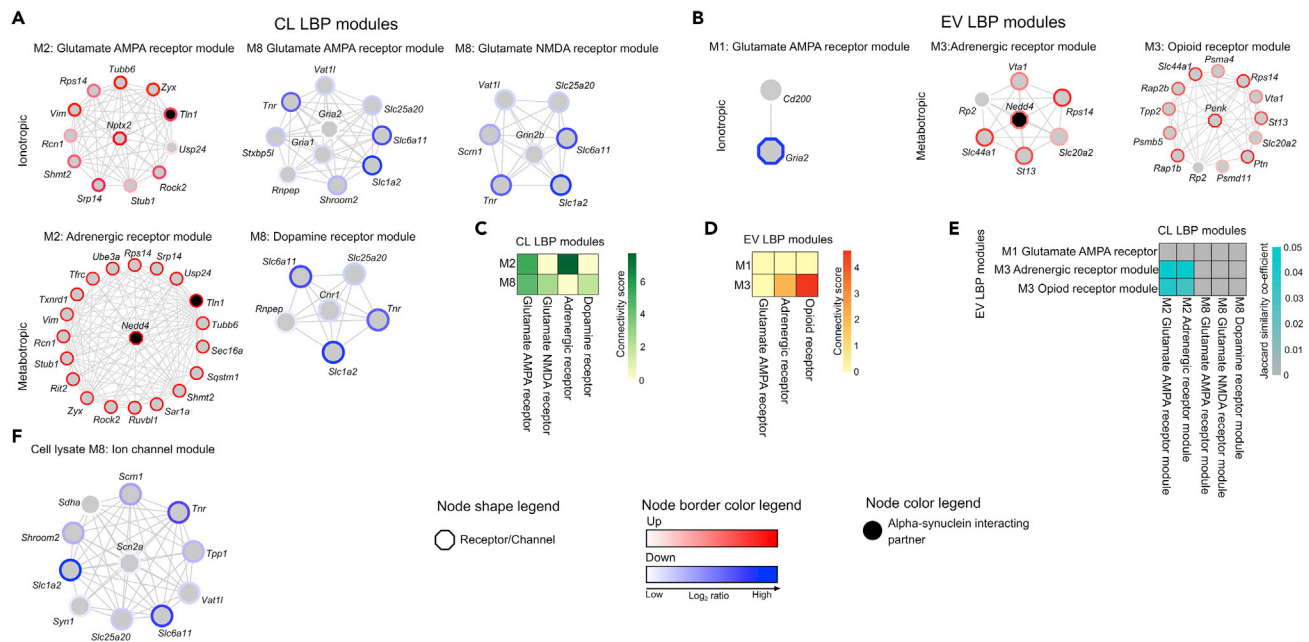 A
CL LBP modules
M2: Glutamate AMPA receptor module
M8 Glutamate AMPA receptor module
M8: Glutamate NMDA receptor module
Ionotropic
Tubb6
Rps14
Zyx
Vim
Tln1
Nptx2
Rcn1
Usp24
Shmt2
Rock2
Srp14
Stub1
Vat1l
Tnr
Slc25a20
Gria2
Gria1
Slc6a11
Stxbp5l
Rnpep
Slc1a2
Shroom2
Vat1l
Slc25a20
Grin2b
Scrn1
Slc6a11
Tnr
Slc1a2
M2: Adrenergic receptor module
M8: Dopamine receptor module
Metabotropic
Rps14
Ube3a
Srp14
Tfrc
Usp24
Txnrd1
Tln1
Vim
Tubb6
Nedd4
Rcn1
Sec16a
Stub1
Sqstm1
Rit2
Shmt2
Zyx
Sar1a
Rock2
Ruvbl1
Slc6a11
Slc25a20
Cnr1
Rnpep
Tnr
Slc1a2
B
EV LBP modules
M1: Glutamate AMPA receptor module
M3:Adrenergic receptor module
M3: Opioid receptor module
Ionotropic
Cd200
Gria2
Metabotropic
Vta1
Rp2
Nedd4
Rps14
Slc44a1
Slc20a2
St13
Psma4
Slc44a1
Rps14
Rap2b
Vta1
Penk
Tpp2
St13
Psmb5
Slc20a2
Rap1b
Ptn
Rp2
Psmd11
C
CL LBP modules
M2
M8
Glutamate AMPA receptor
Glutamate NMDA receptor
Adrenergic receptor
Dopamine receptor
Connectivity score
6
4
2
0
D
EV LBP modules
M1
M3
Glutamate AMPA receptor
Adrenergic receptor
Opioid receptor
Connectivity score
4
3
2
1
0
E
CL LBP modules
EV LBP modules
M1 Glutamate AMPA receptor
M3 Adrenergic receptor module
M3 Opiod receptor module
M2 Glutamate AMPA receptor module
M2 Adrenergic receptor module
M8 Glutamate AMPA receptor module
M8 Glutamate NMDA receptor module
M8 Dopamine receptor module
Jaccard similarity co-efficient
0.05
0.04
0.03
0.02
0.01
0
F
Cell lysate M8: Ion channel module
Scrn1
Sdha
Tnr
Shroom2
Scn2a
Tpp1
Slc1a2
Vat1l
Syn1
Slc25a20
Slc6a11
Node shape legend
Receptor/Channel
Node border color legend
Up
Down
Low
Log2 ratio
High
Node color legend
Alpha-synuclein interacting
partner